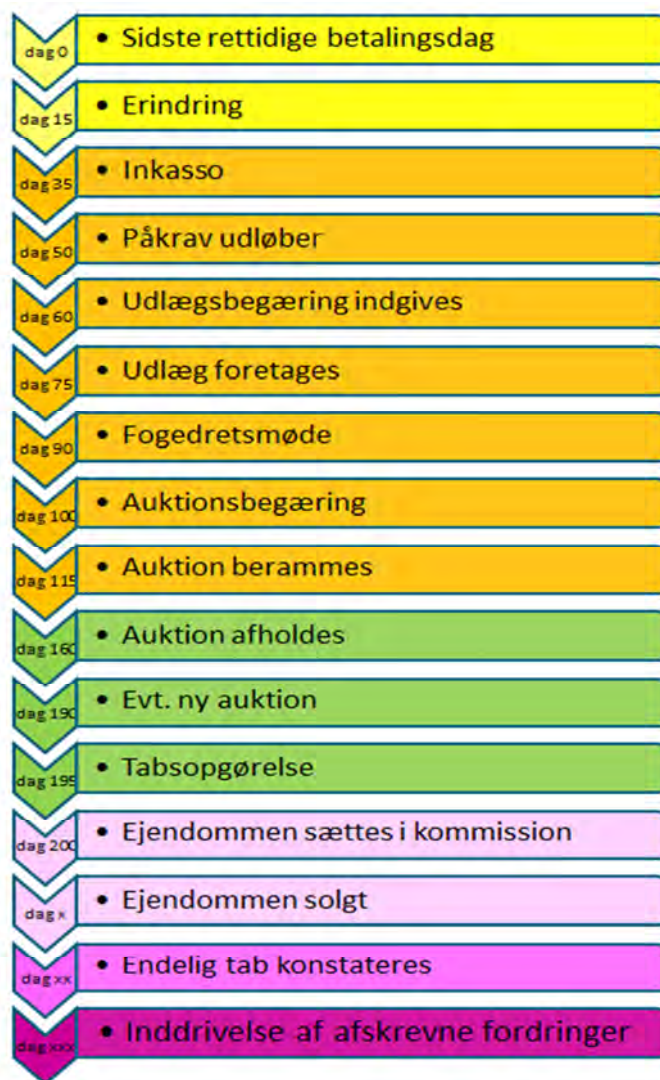 dag 0 • Sidste rettidige betalingsdag
dag 15 • Erindring
dag 35 • Inkasso
dag 50 • Påkrav udløber
dag 60 • Udlægsbegæring indgives
dag 75 • Udlæg foretages
dag 90 • Fogedretsmøde
dag 100 • Auktionsbegæring
dag 115 • Auktion berammes
dag 160 • Auktion afholdes
dag 190 • Evt. ny auktion
dag 195 • Tabsopgørelse
dag 200 • Ejendommen sættes i kommission
dag x • Ejendommen solgt
dag xx • Endelig tab konstateres
dag xxx • Inddrivelse af afskrevne fordringer